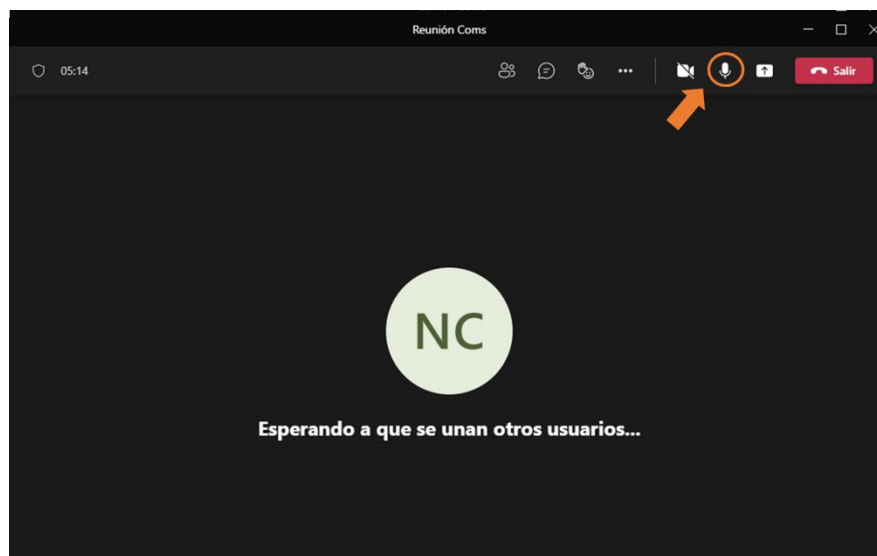 Reunión Coms
05:14
Salir
NC
Esperando a que se unan otros usuarios...